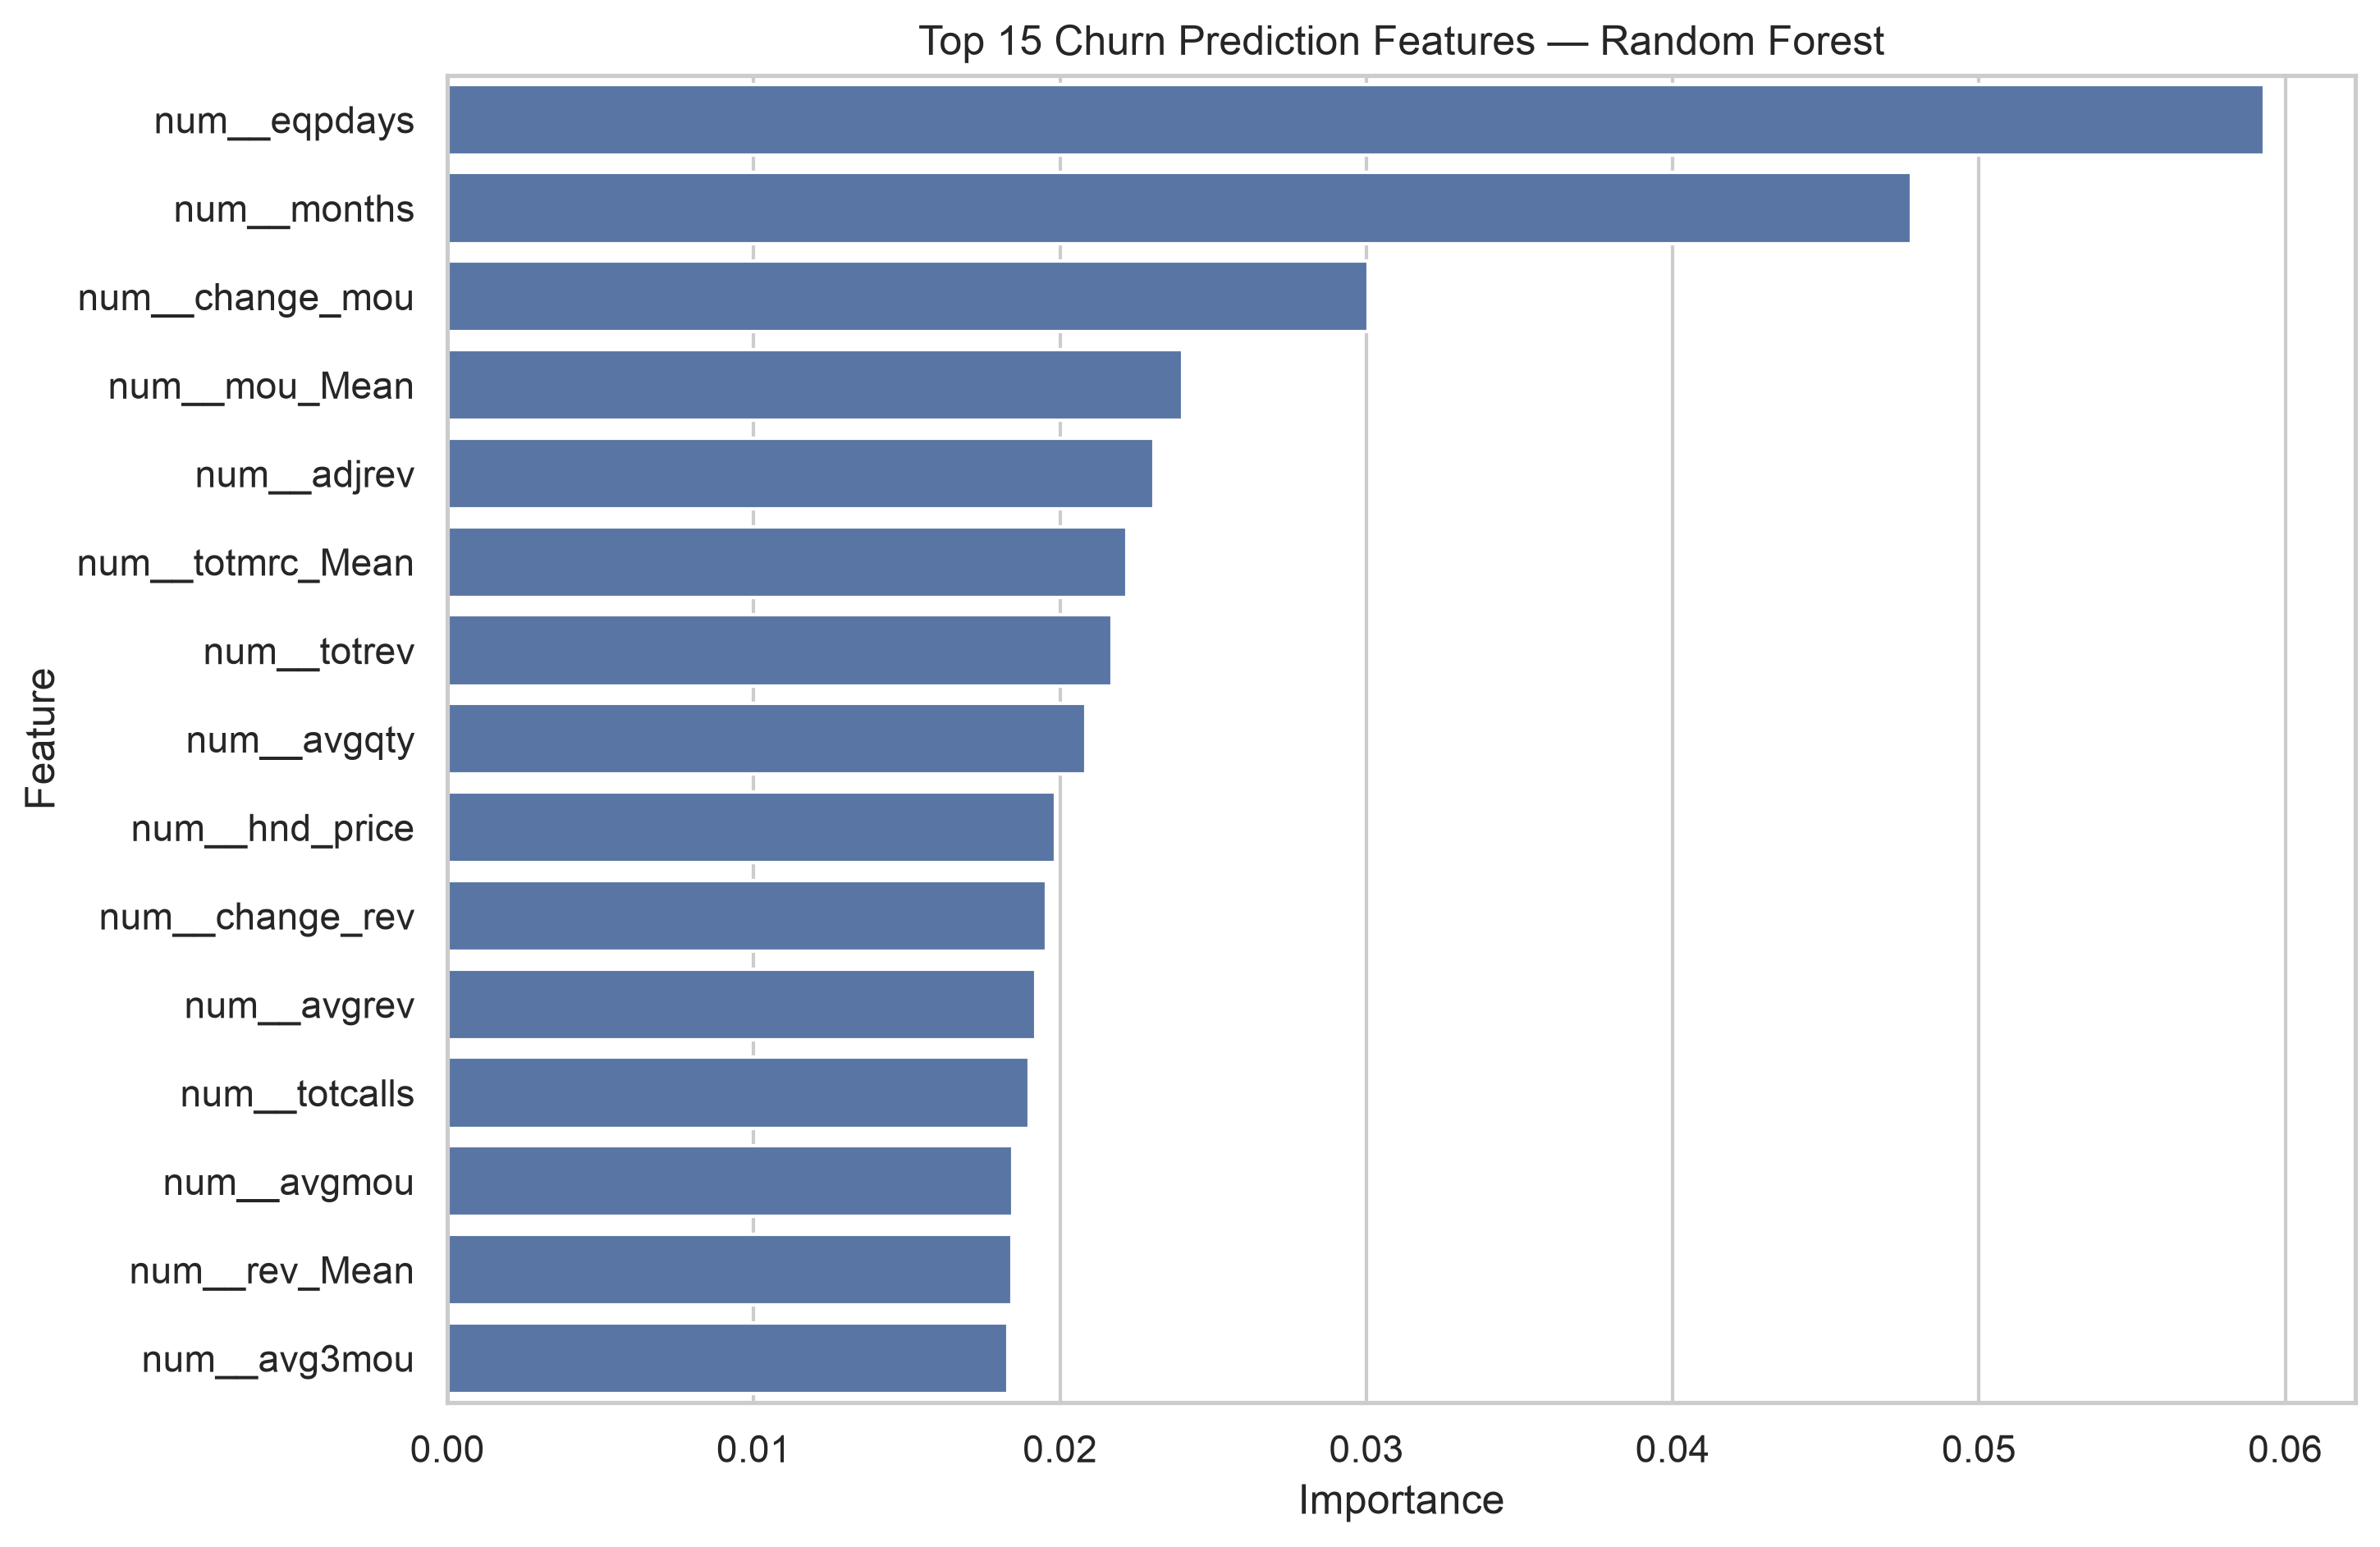 Top 15 Churn Prediction Features — Random Forest
num__eqpdays
num__months
num__change_mou
num__mou_Mean
num__adjrev
num__totmrc_Mean
num__totrev
num__avgqty
num__hnd_price
num__change_rev
num__avgrev
num__totcalls
num__avgmou
num__rev_Mean
num__avg3mou
Feature
0.00 0.01 0.02 0.03 0.04 0.05 0.06
Importance